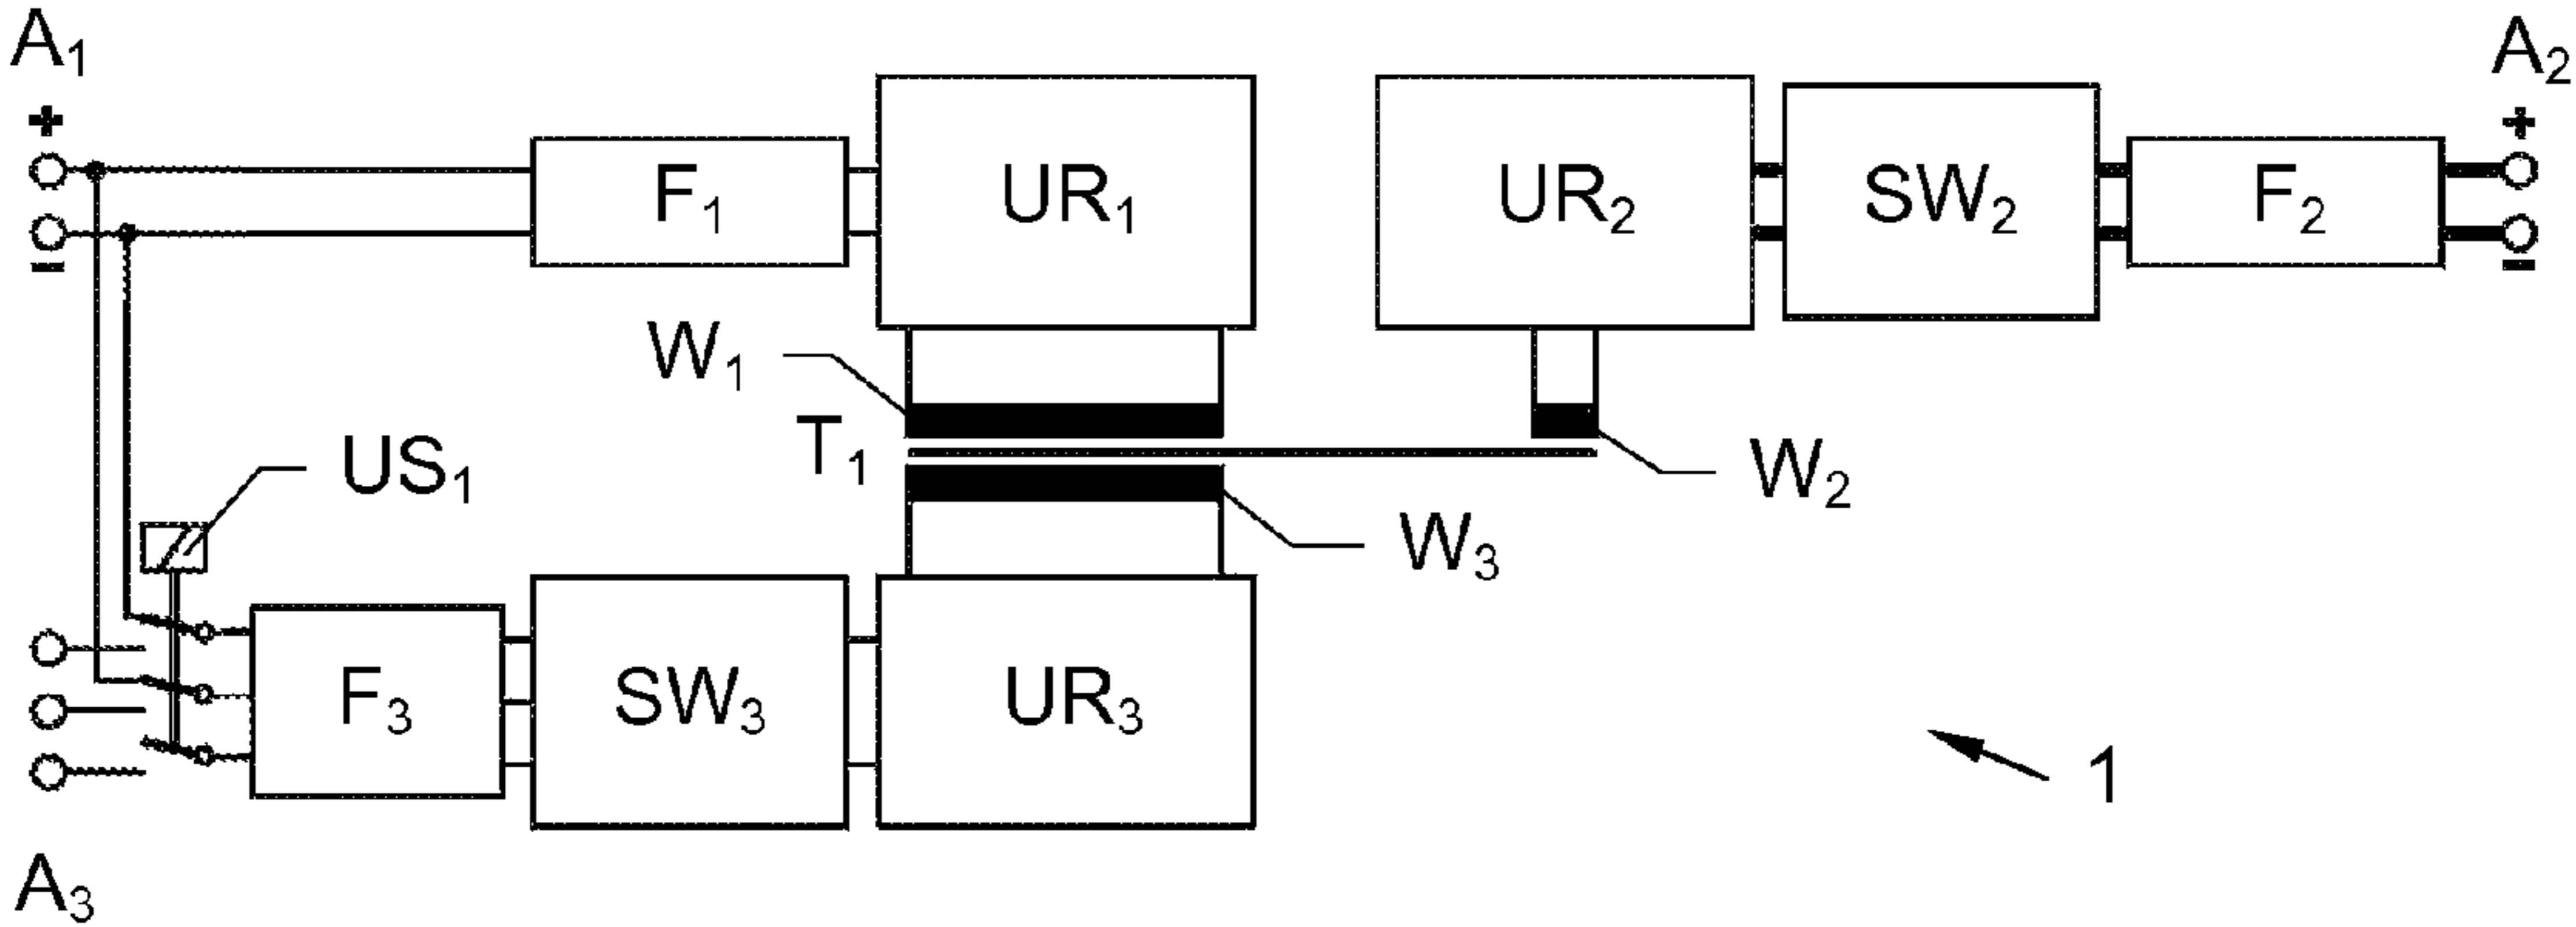 A₁ A₂
+ +
F₁ UR₁ UR₂ SW₂ F₂
− −
W₁
T₁
US₁ W₂
W₃
F₃ SW₃ UR₃
1
A₃